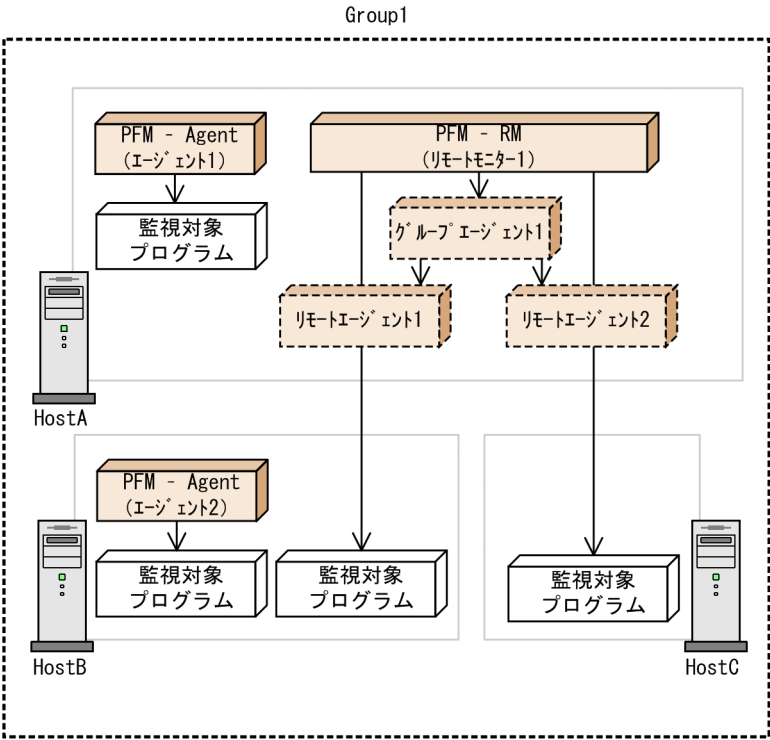 Group1
PFM - Agent
(ｴｰｼﾞｪﾝﾄ1)
PFM - RM
(ﾘﾓｰﾄﾓﾆﾀｰ1)
監視対象
プログラム
ｸﾞﾙｰﾌﾟｴｰｼﾞｪﾝﾄ1
ﾘﾓｰﾄｴｰｼﾞｪﾝﾄ1
ﾘﾓｰﾄｴｰｼﾞｪﾝﾄ2
HostA
PFM - Agent
(ｴｰｼﾞｪﾝﾄ2)
監視対象
プログラム
監視対象
プログラム
監視対象
プログラム
HostB
HostC